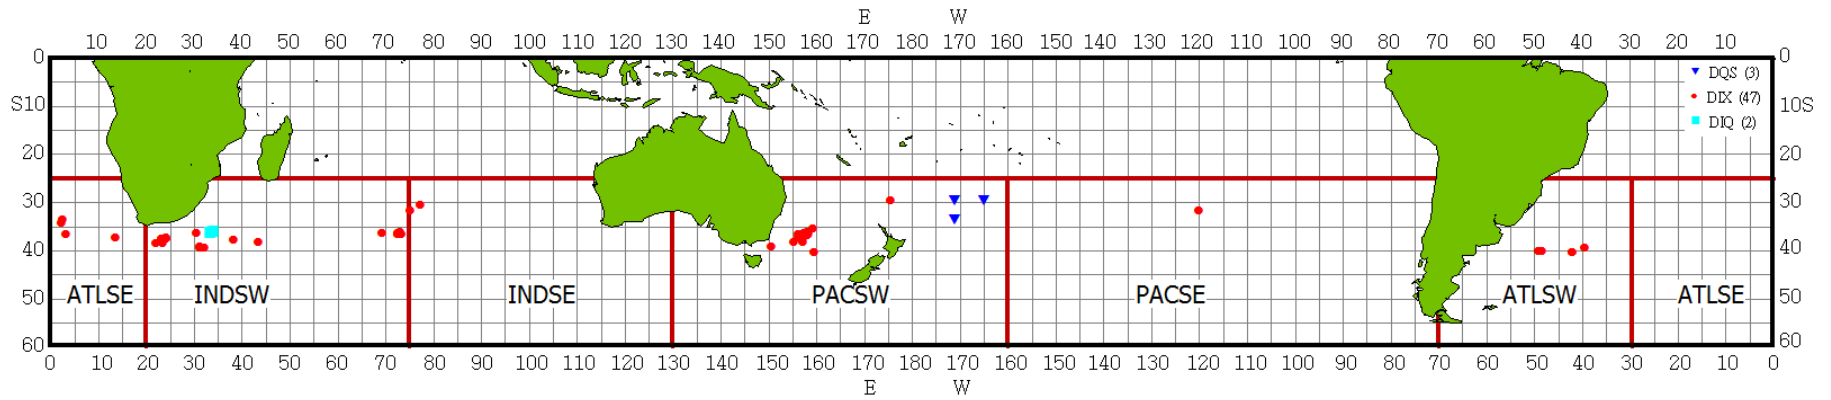 E W
10 20 30 40 50 60 70 80 90 100 110 120 130 140 150 160 170 180 170 160 150 140 130 120 110 100 90 80 70 60 50 40 30 20 10
0 0
DQS (3)
S10 DIX (47) 10S
DIQ (2)
20 20
30 30
40 40
ATLSE INDSW INDSE PACSW PACSE ATLSW ATLSE
50 50
60 60
0 10 20 30 40 50 60 70 80 90 100 110 120 130 140 150 160 170 180 170 160 150 140 130 120 110 100 90 80 70 60 50 40 30 20 10 0
E W